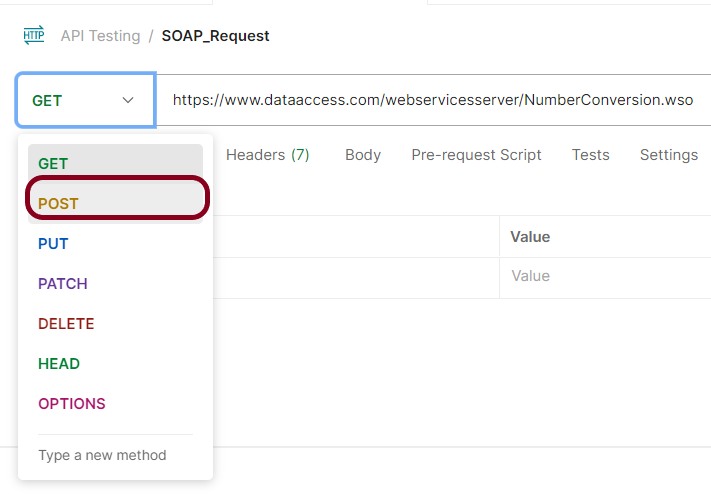 HTTP API Testing / SOAP_Request
GET https://www.dataaccess.com/webservicesserver/NumberConversion.wso
Headers (7) Body Pre-request Script Tests Settings
GET
POST
PUT
PATCH
DELETE
HEAD
OPTIONS
Type a new method
Value
Value